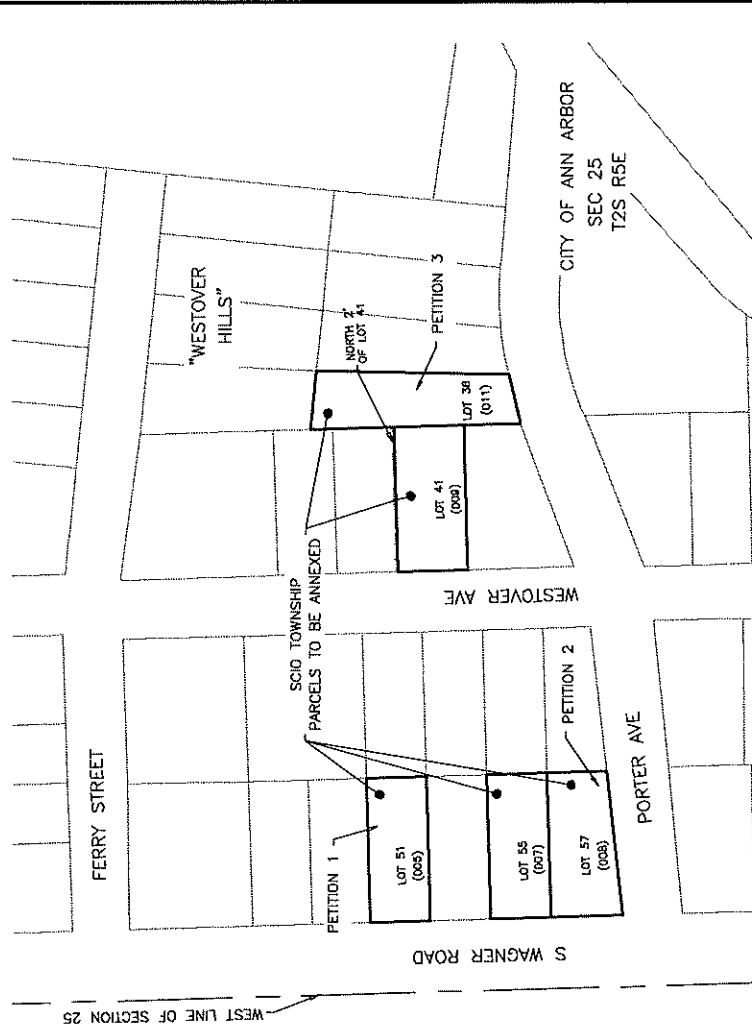 "WESTOVER
HILLS"
CITY OF ANN ARBOR
SEC 25
T2S R5E
NORTH 2'
OF LOT 41
PETITION 3
LOT 38
(011)
LOT 41
(009)
SCIO TOWNSHIP
PARCELS TO BE ANNEXED
WESTOVER AVE
FERRY STREET
PETITION 1
LOT 51
(005)
LOT 55
(007)
LOT 57
(008)
PETITION 2
PORTER AVE
S WAGNER ROAD
WEST LINE OF SECTION 25